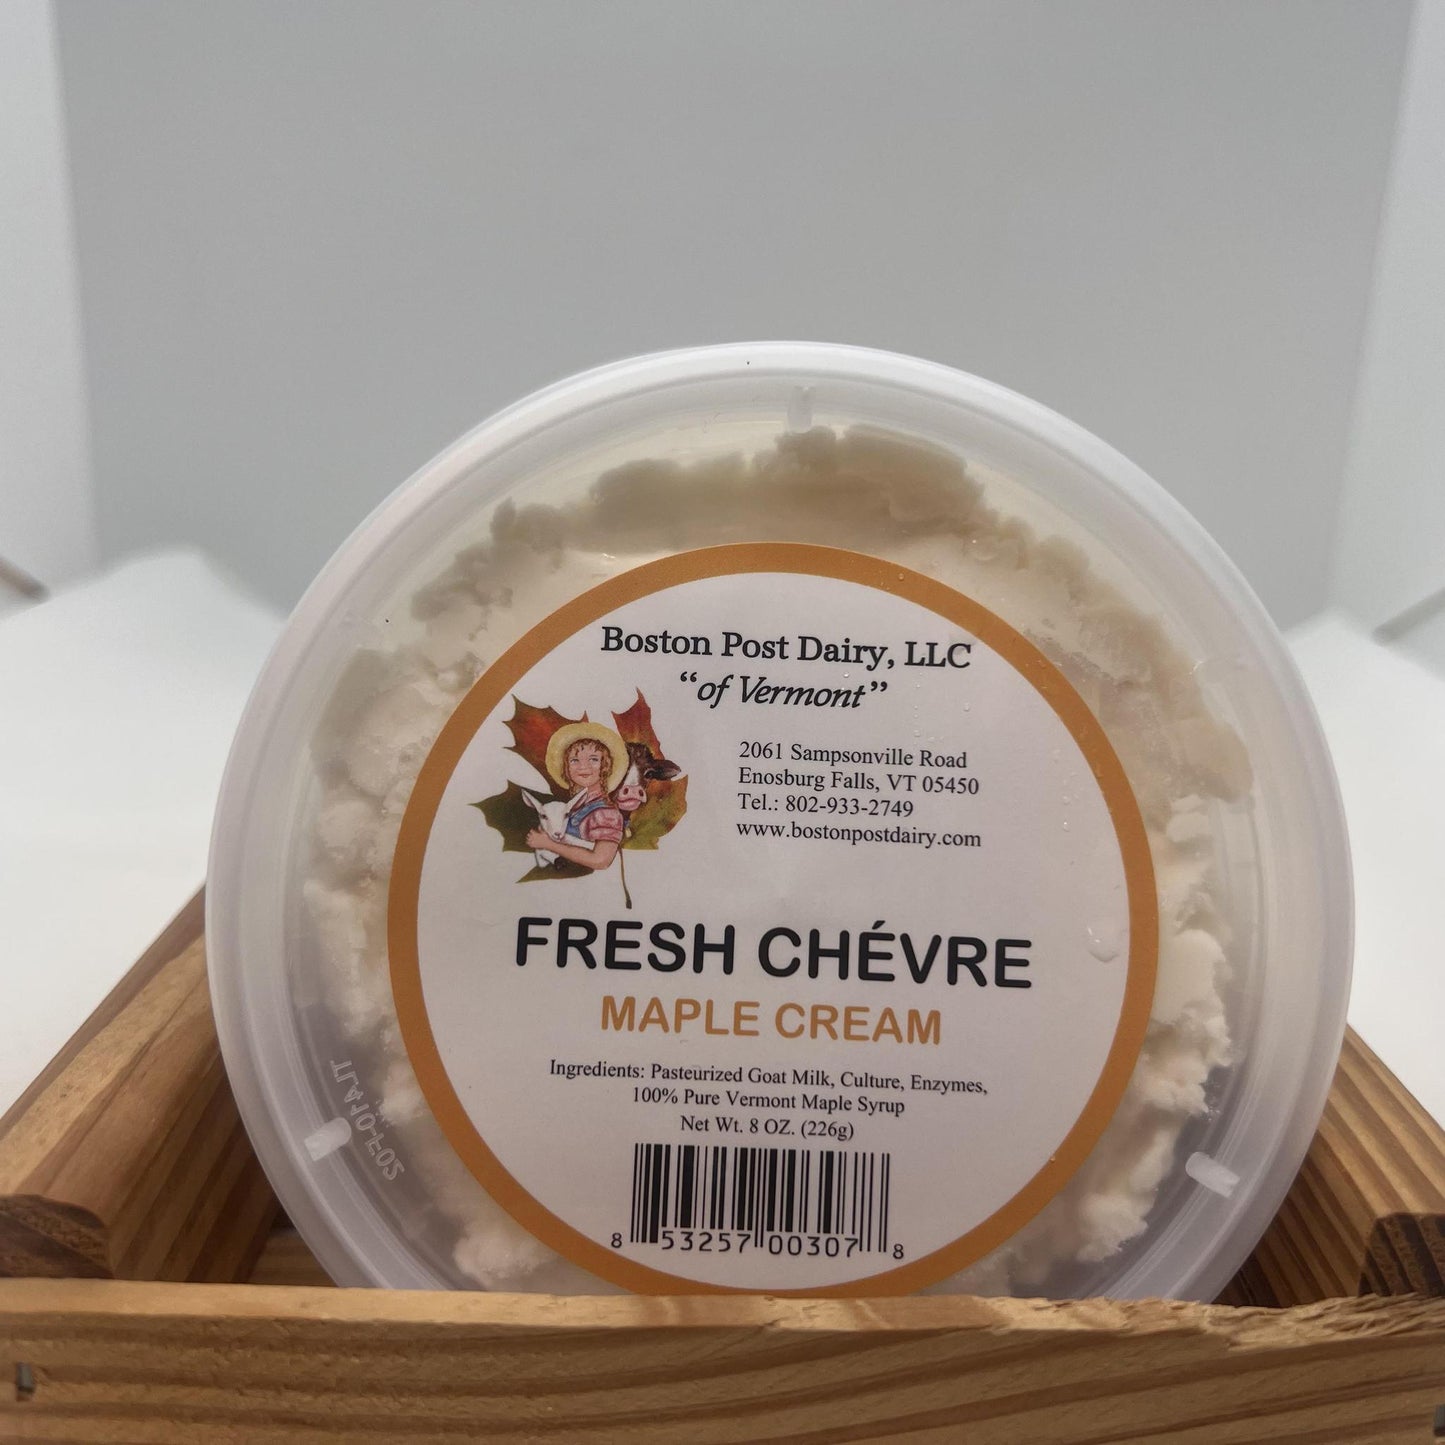 Boston Post Dairy, LLC
“of Vermont”
2061 Sampsonville Road
Enosburg Falls, VT 05450
Tel.: 802-933-2749
www.bostonpostdairy.com
FRESH CHÉVRE
MAPLE CREAM
Ingredients: Pasteurized Goat Milk, Culture, Enzymes,
100% Pure Vermont Maple Syrup
Net Wt. 8 OZ. (226g)
8 53257 00307 8